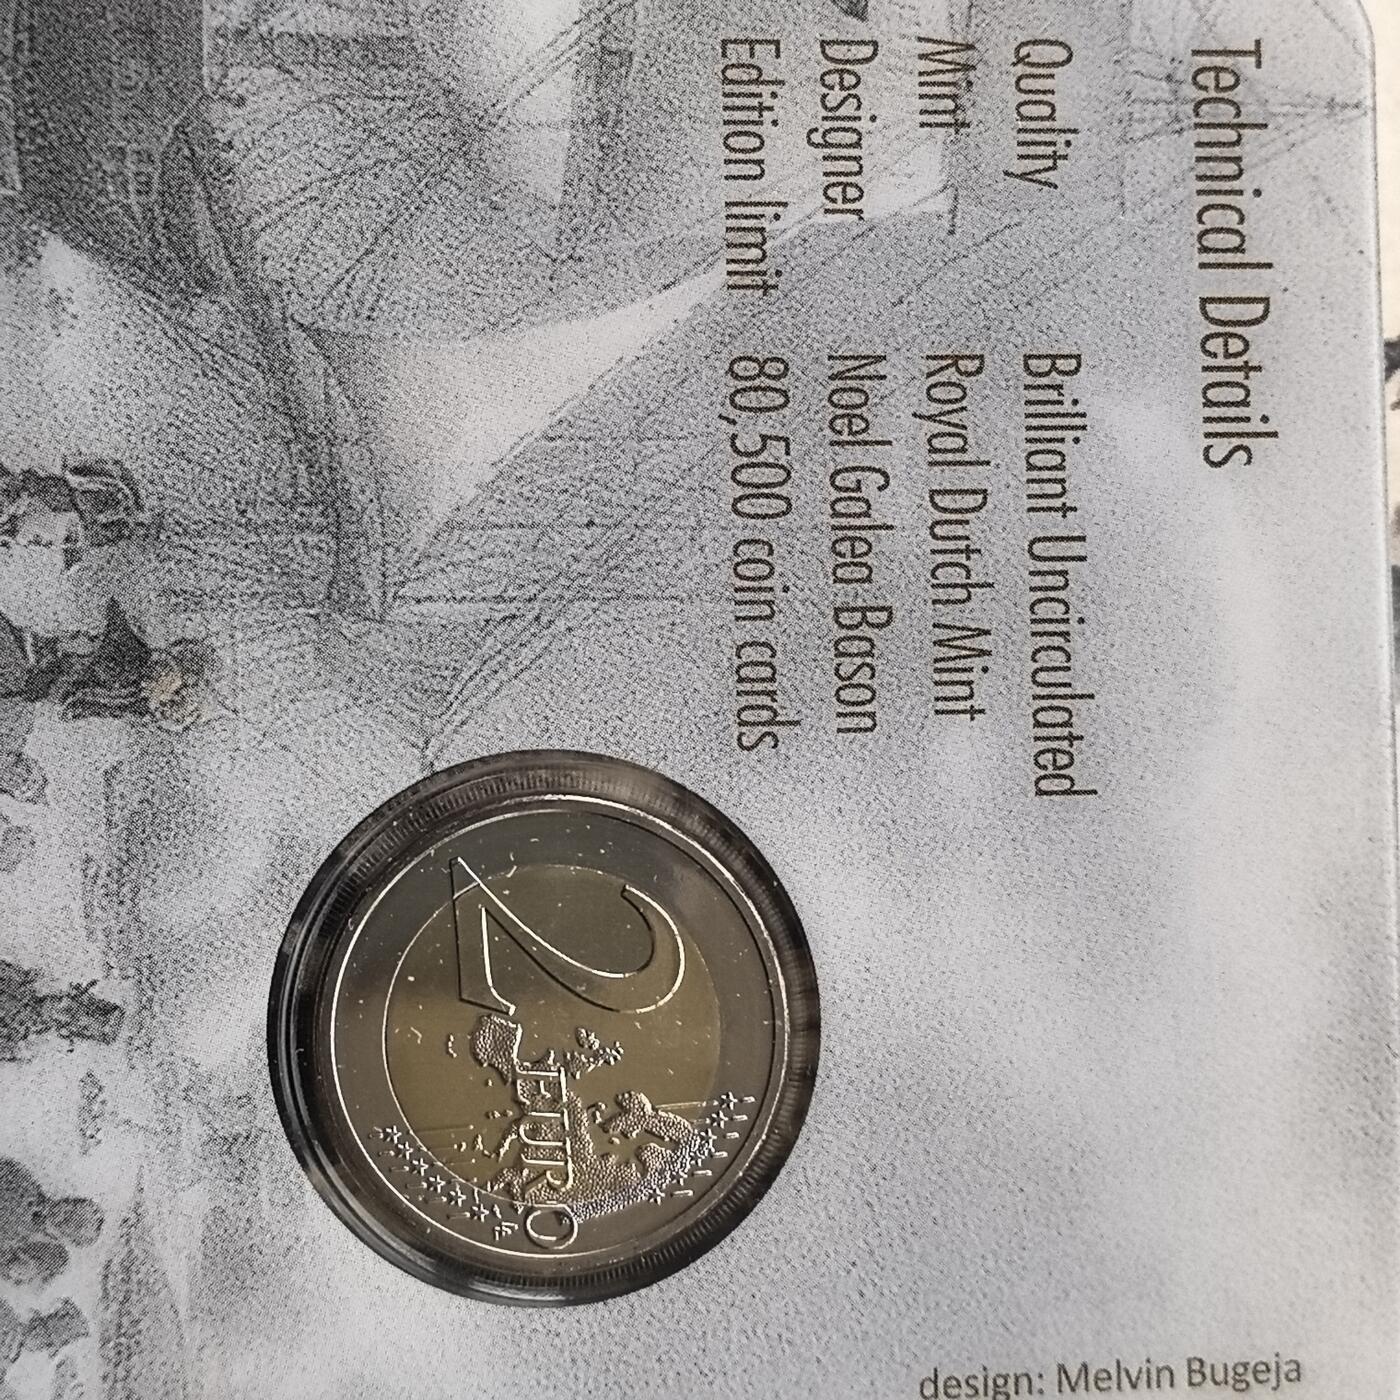 Technical Details
Quality Brilliant Uncirculated
Mint Royal Dutch Mint
Designer Noel Galea Bason
Edition limit 80,500 coin cards
2 EURO
design: Melvin Bugeja